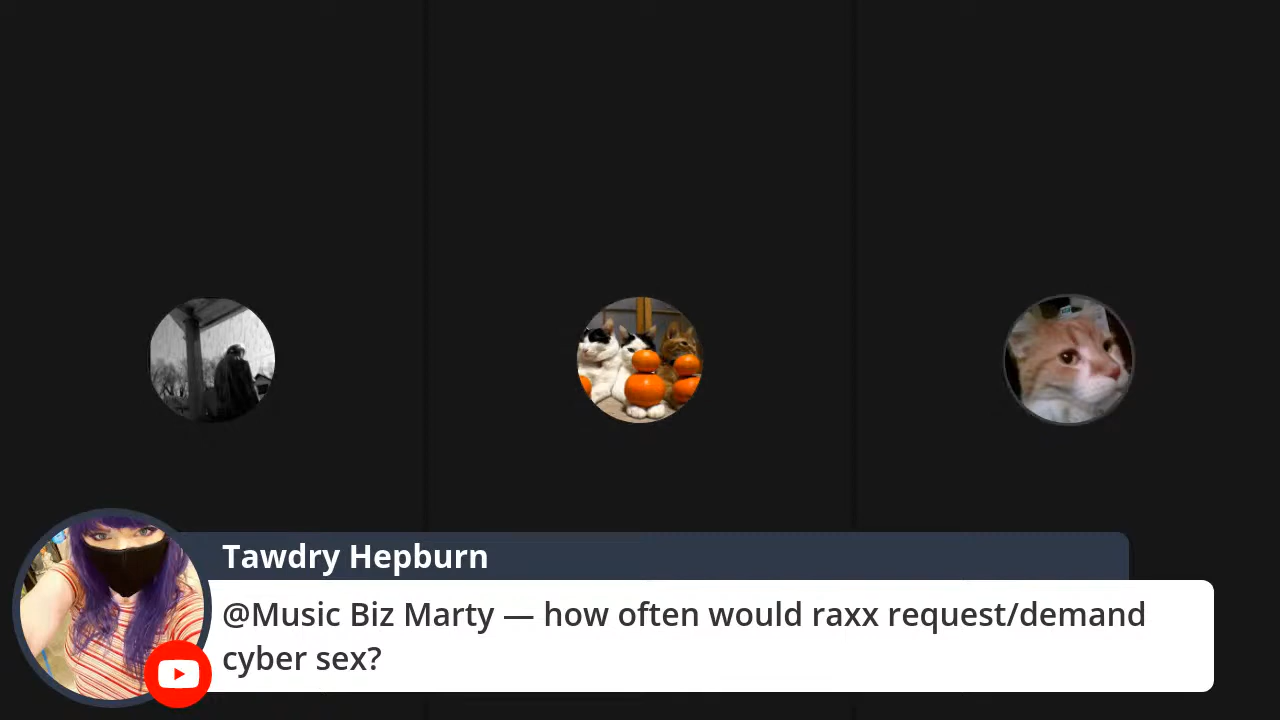 Tawdry Hepburn
@Music Biz Marty — how often would raxx request/demand
cyber sex?